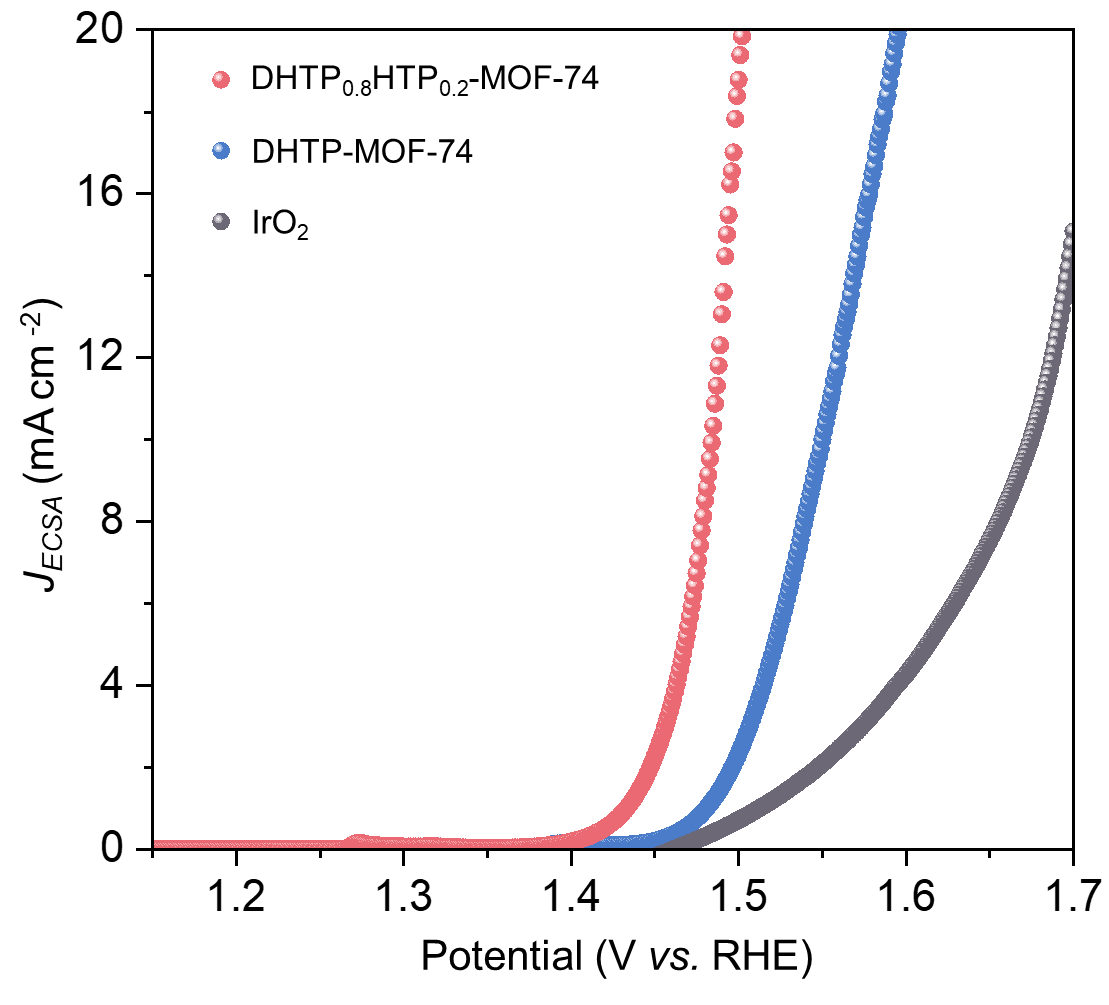 20
DHTP0.8HTP0.2-MOF-74
DHTP-MOF-74
IrO2
16
12
8
4
0
JECSA (mA cm-2)
1.2 1.3 1.4 1.5 1.6 1.7
Potential (V vs. RHE)